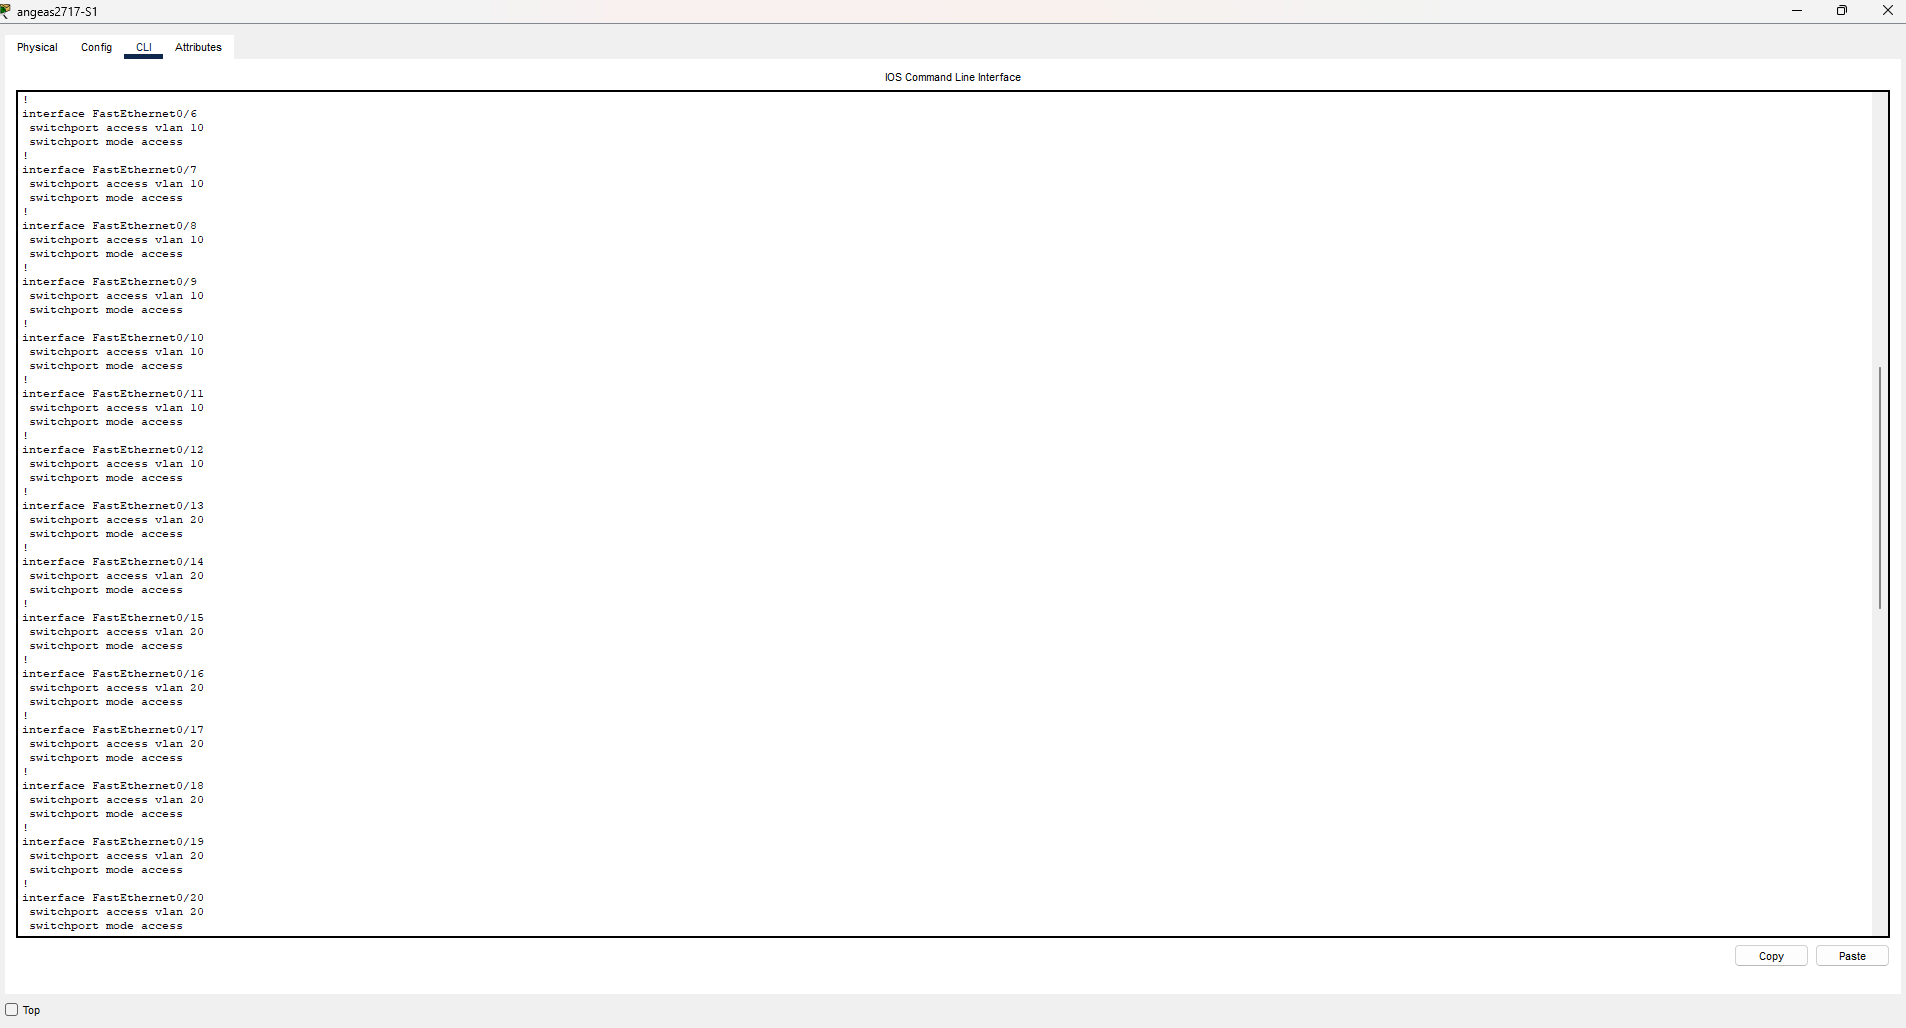 angeas2717-S1
Physical Config CLI Attributes
IOS Command Line Interface
!
interface FastEthernet0/6
switchport access vlan 10
switchport mode access
!
interface FastEthernet0/7
switchport access vlan 10
switchport mode access
!
interface FastEthernet0/8
switchport access vlan 10
switchport mode access
!
interface FastEthernet0/9
switchport access vlan 10
switchport mode access
!
interface FastEthernet0/10
switchport access vlan 10
switchport mode access
!
interface FastEthernet0/11
switchport access vlan 10
switchport mode access
!
interface FastEthernet0/12
switchport access vlan 10
switchport mode access
!
interface FastEthernet0/13
switchport access vlan 20
switchport mode access
!
interface FastEthernet0/14
switchport access vlan 20
switchport mode access
!
interface FastEthernet0/15
switchport access vlan 20
switchport mode access
!
interface FastEthernet0/16
switchport access vlan 20
switchport mode access
!
interface FastEthernet0/17
switchport access vlan 20
switchport mode access
!
interface FastEthernet0/18
switchport access vlan 20
switchport mode access
!
interface FastEthernet0/19
switchport access vlan 20
switchport mode access
!
interface FastEthernet0/20
switchport access vlan 20
switchport mode access
Copy Paste
Top